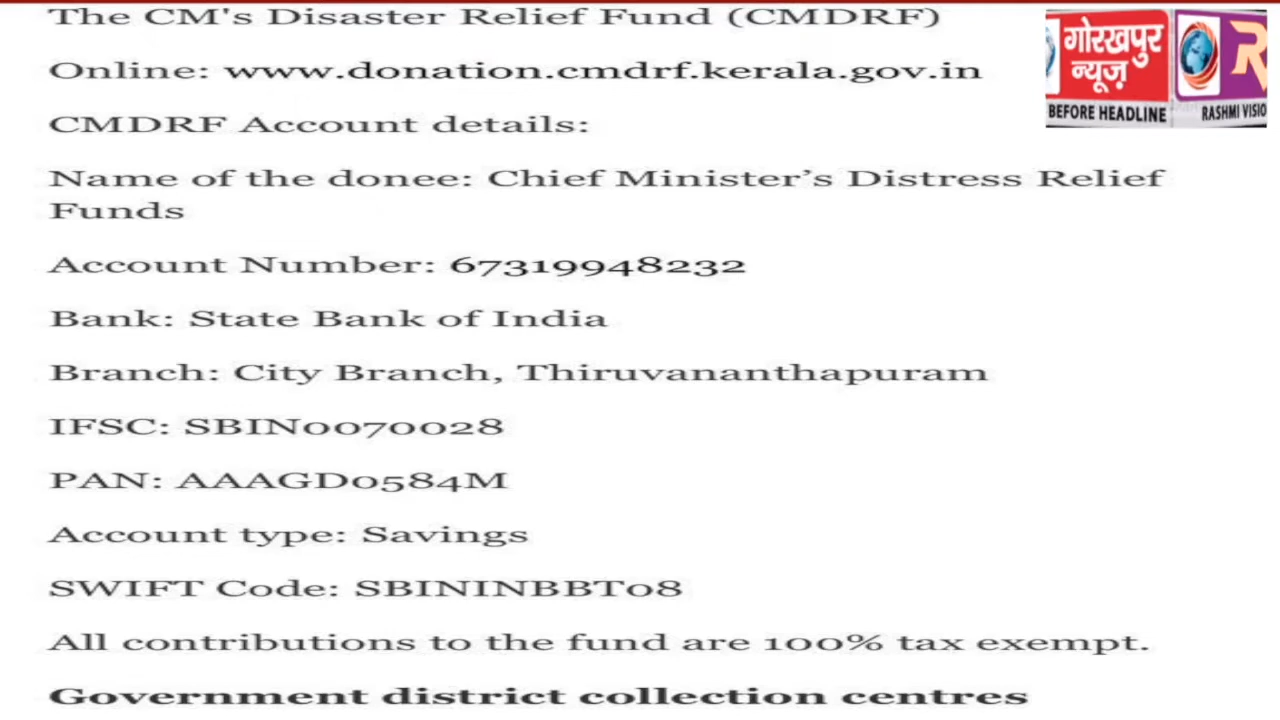 The CM's Disaster Relief Fund (CMDRF)
Online: www.donation.cmdrf.kerala.gov.in
CMDRF Account details:
Name of the donee: Chief Minister’s Distress Relief
Funds
Account Number: 67319948232
Bank: State Bank of India
Branch: City Branch, Thiruvananthapuram
IFSC: SBIN0070028
PAN: AAAGD0584M
Account type: Savings
SWIFT Code: SBININBBT08
All contributions to the fund are 100% tax exempt.
Government district collection centres
गोरखपुर
न्यूज़
BEFORE HEADLINE
R
RASHMI VISIO